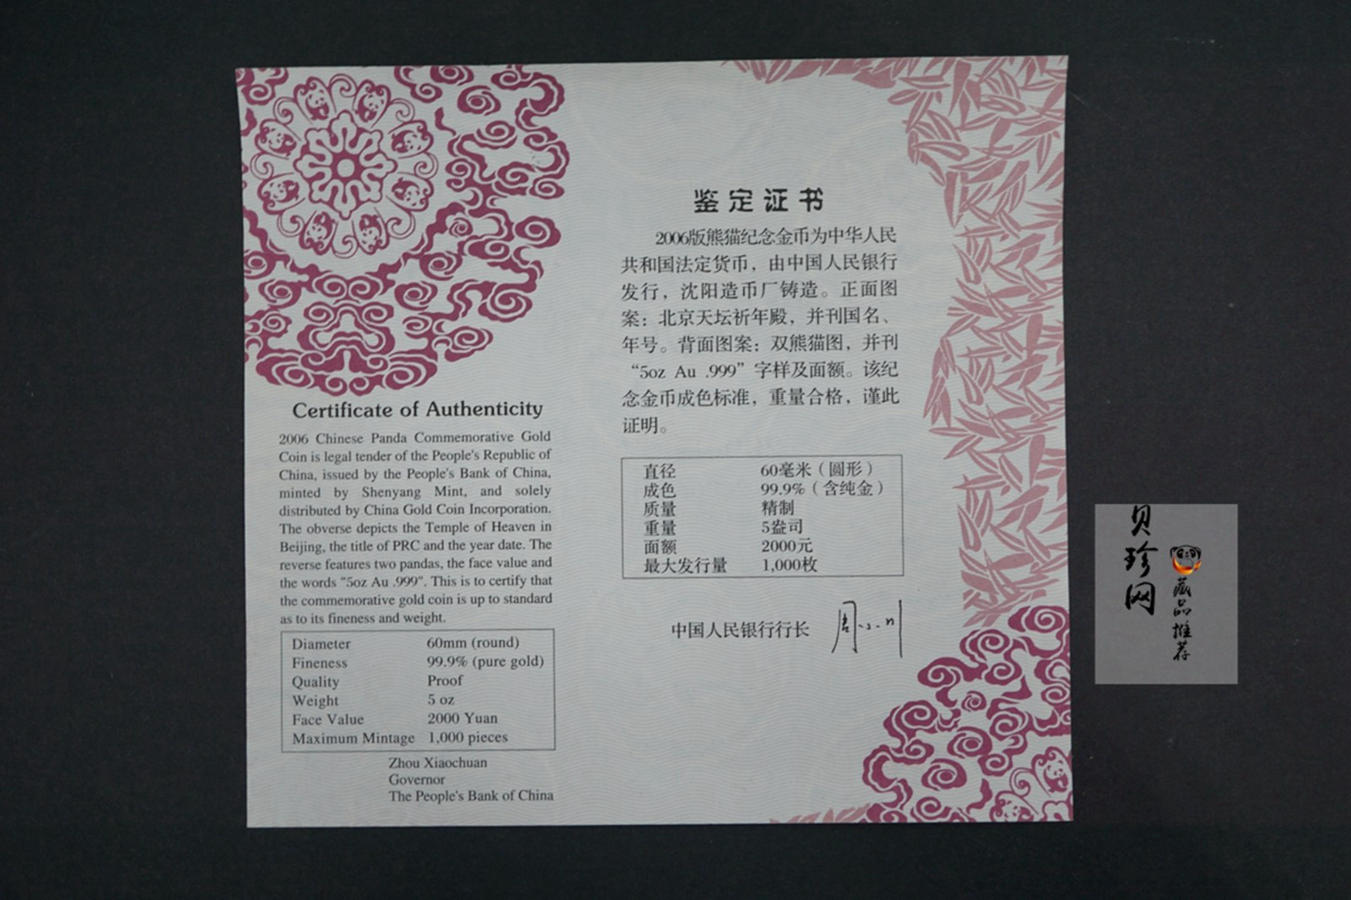 Certificate of Authenticity
2006 Chinese Panda Commemorative Gold
Coin is legal tender of the People's Republic of
China, issued by the People's Bank of China,
minted by Shenyang Mint, and solely
distributed by China Gold Coin Incorporation.
The obverse depicts the Temple of Heaven in
Beijing, the title of PRC and the year date. The
reverse features two pandas, the face value and
the words "5oz Au .999". This is to certify that
the commemorative gold coin is up to standard
as to its fineness and weight.
Diameter 60mm (round)
Fineness 99.9% (pure gold)
Quality Proof
Weight 5 oz
Face Value 2000 Yuan
Maximum Mintage 1,000 pieces
Zhou Xiaochuan
Governor
The People's Bank of China
鉴定证书
2006版熊猫纪念金币为中华人民
共和国法定货币，由中国人民银行
发行，沈阳造币厂铸造。正面图
案：北京天坛祈年殿，并刊国名、
年号。背面图案：双熊猫图，并刊
“5oz Au .999”字样及面额。该纪
念金币成色标准，重量合格，谨此
证明。
直径 60毫米（圆形）
成色 99.9%（含纯金）
质量 精制
重量 5盎司
面额 2000元
最大发行量 1,000枚
中国人民银行行长 周小川
贝珍网
藏品推荐